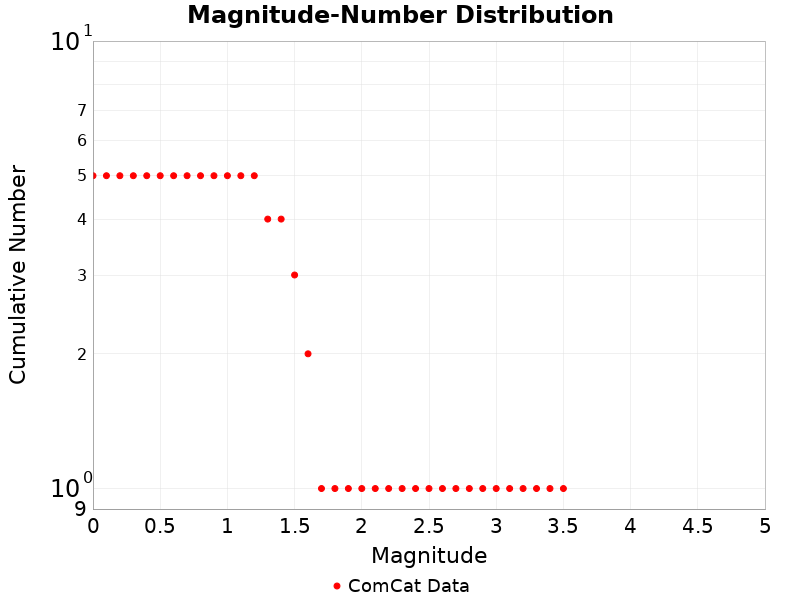 Magnitude-Number Distribution
10^1
7
6
5
4
3
2
10^0
9
Cumulative Number
0 0.5 1 1.5 2 2.5 3 3.5 4 4.5 5
Magnitude
ComCat Data